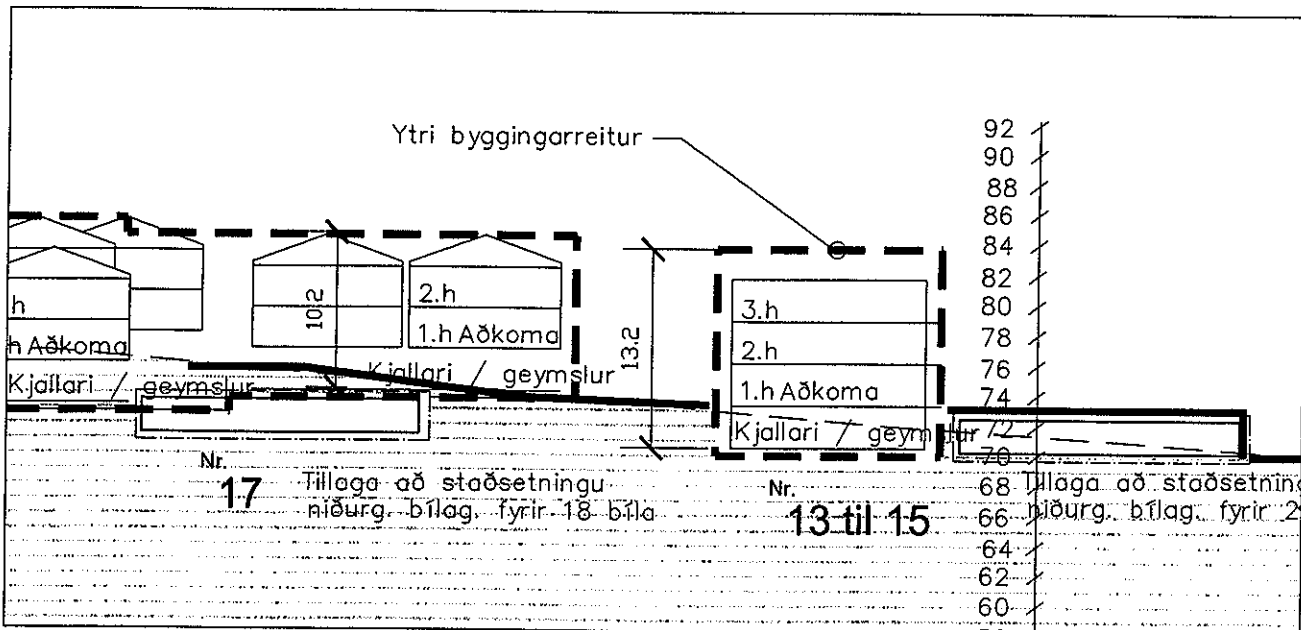 Ytri byggingarreitur
92
90
88
86
84
82
80
78
76
74
72
70
68
66
64
62
60
10.2
13.2
h
h Aðkoma
Kjallari / geymslur
2.h
1.h Aðkoma
Kjallari / geymslur
3.h
2.h
1.h Aðkoma
Kjallari / geymslur
Nr.
17
Tillaga að staðsetningu
niðurg. bílag. fyrir 18 bíla
Nr.
13 til 15
Tillaga að staðsetning
niðurg. bílag. fyrir 2